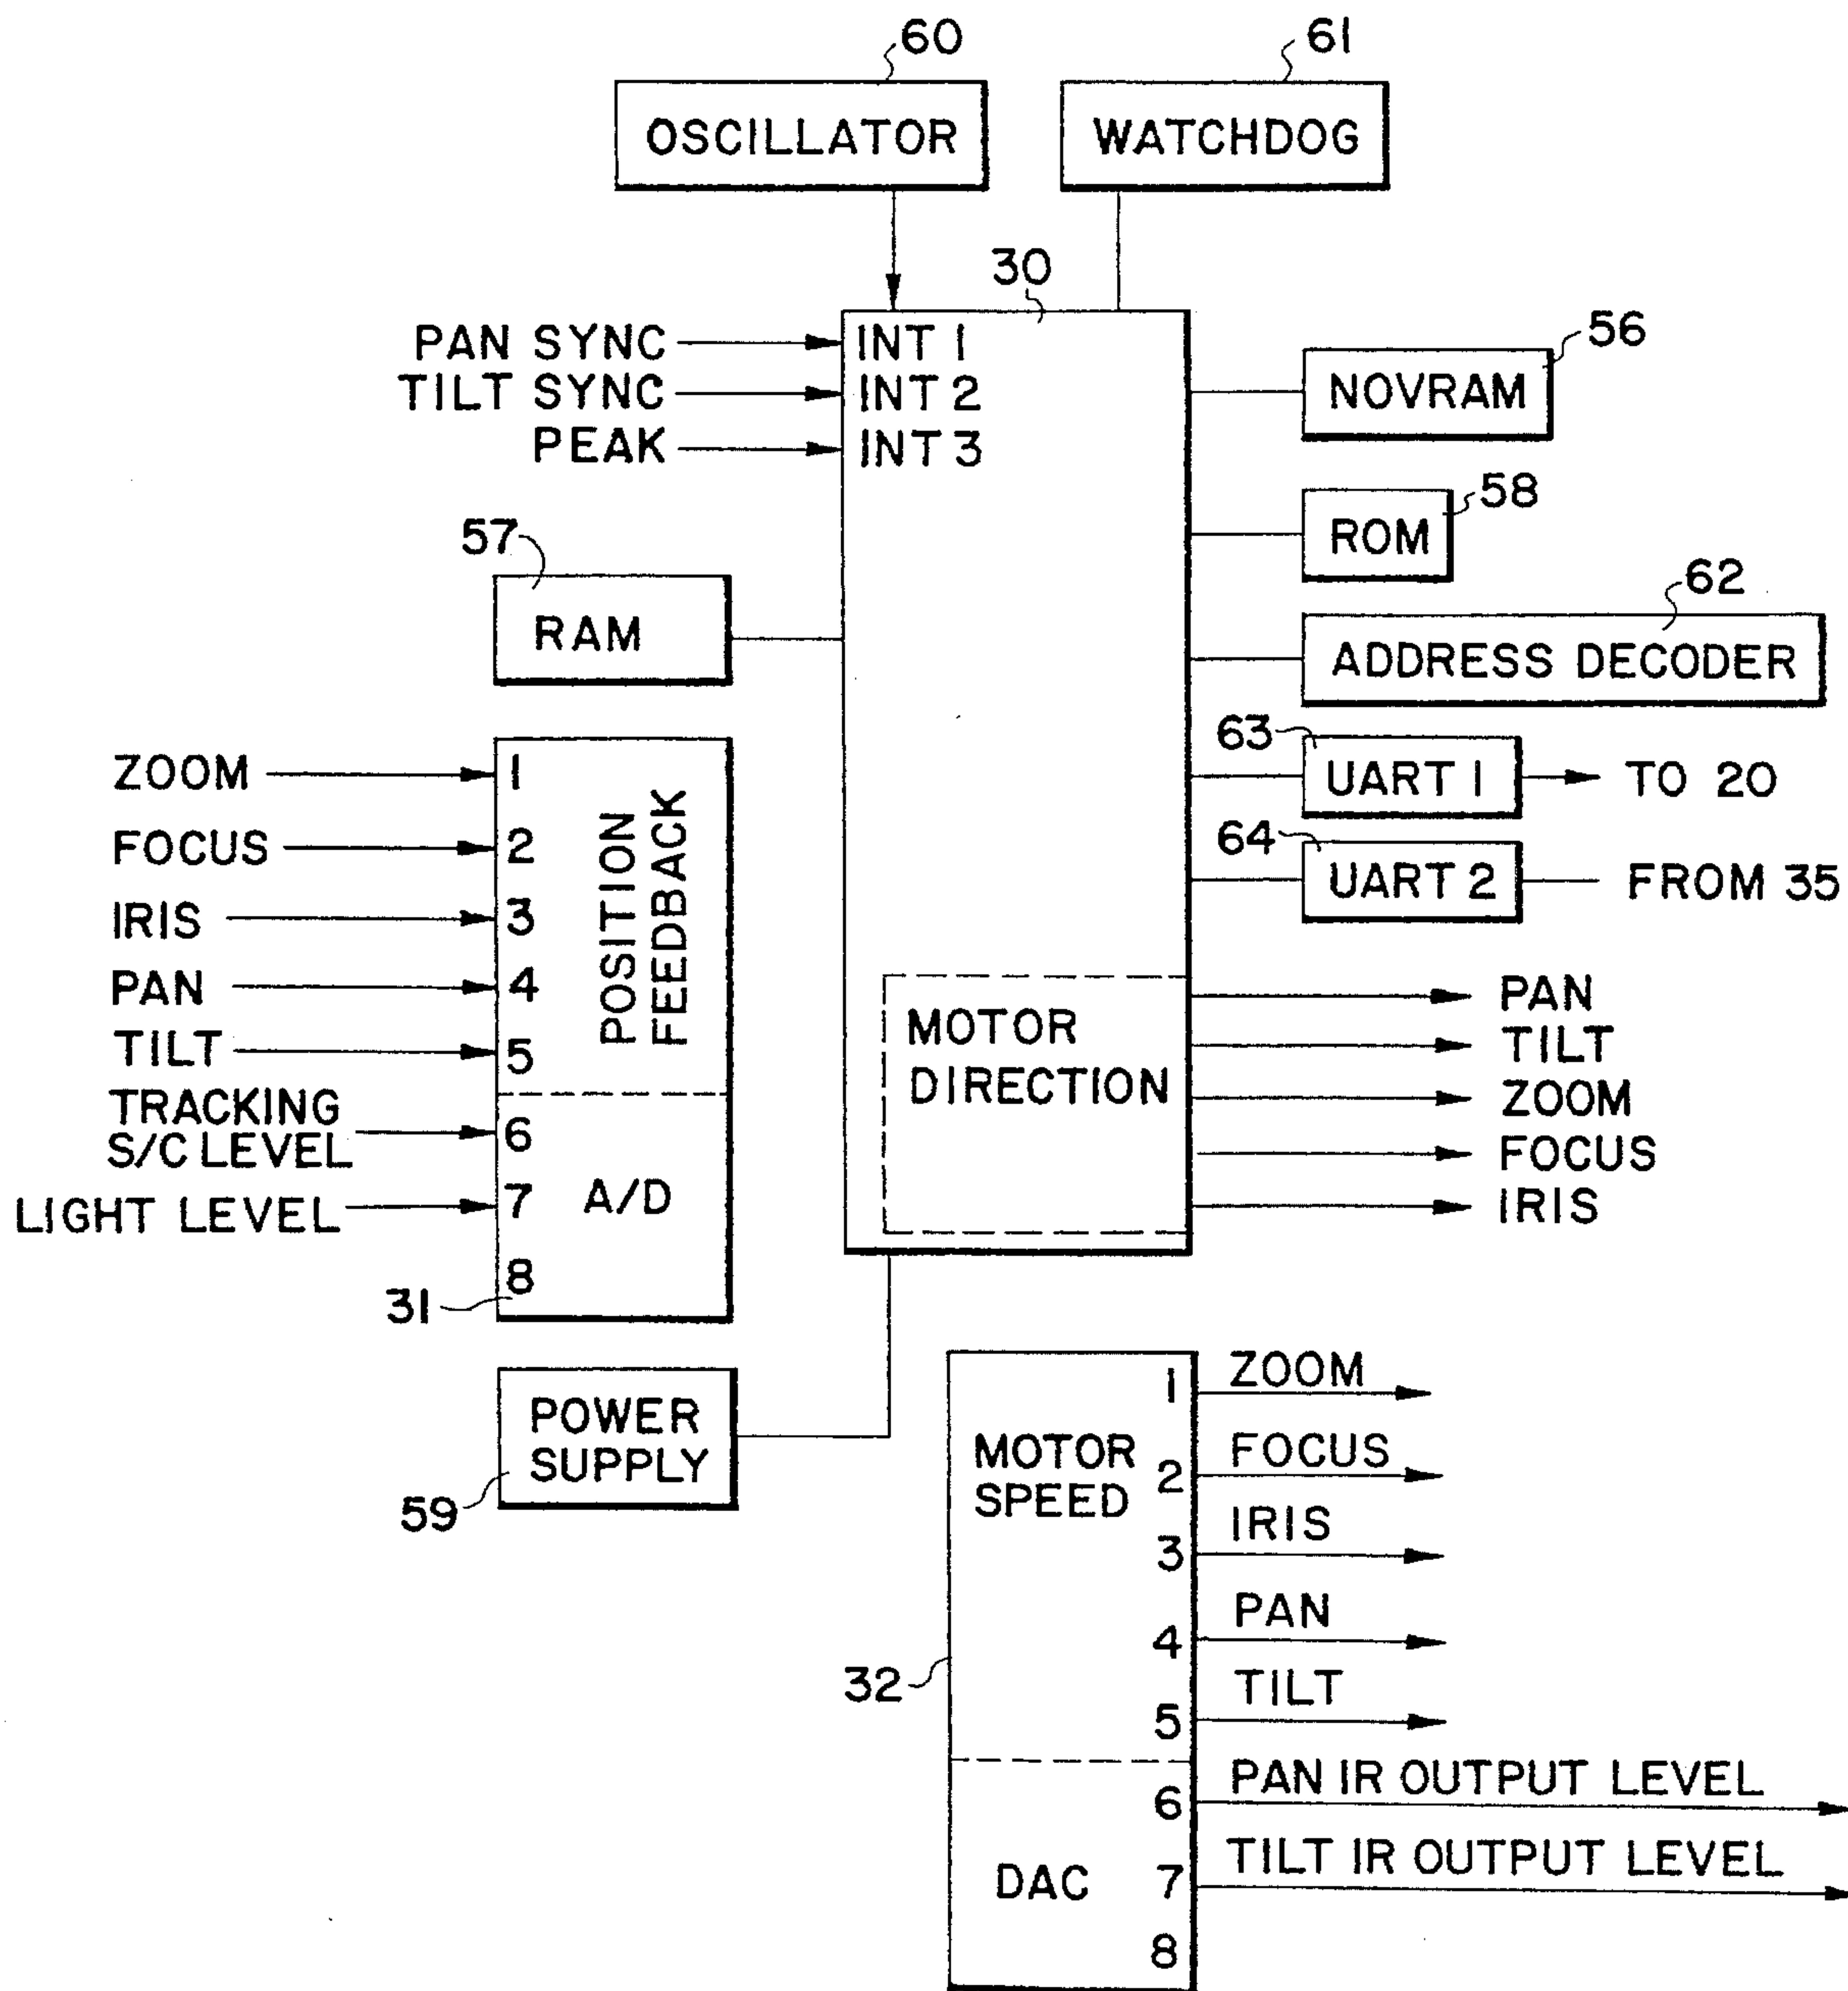 60
61
OSCILLATOR
WATCHDOG
30
PAN SYNC
INT 1
TILT SYNC
INT 2
PEAK
INT 3
56
NOVRAM
58
ROM
57
RAM
62
ADDRESS DECODER
63
UART 1
TO 20
64
UART 2
FROM 35
ZOOM
1
FOCUS
2
IRIS
3
PAN
4
TILT
5
POSITION
FEEDBACK
TRACKING
S/C LEVEL
6
LIGHT LEVEL
7
A/D
8
31
MOTOR
DIRECTION
PAN
TILT
ZOOM
FOCUS
IRIS
POWER
SUPPLY
59
MOTOR
SPEED
1
ZOOM
2
FOCUS
3
IRIS
4
PAN
32
5
TILT
6
PAN IR OUTPUT LEVEL
DAC
7
TILT IR OUTPUT LEVEL
8